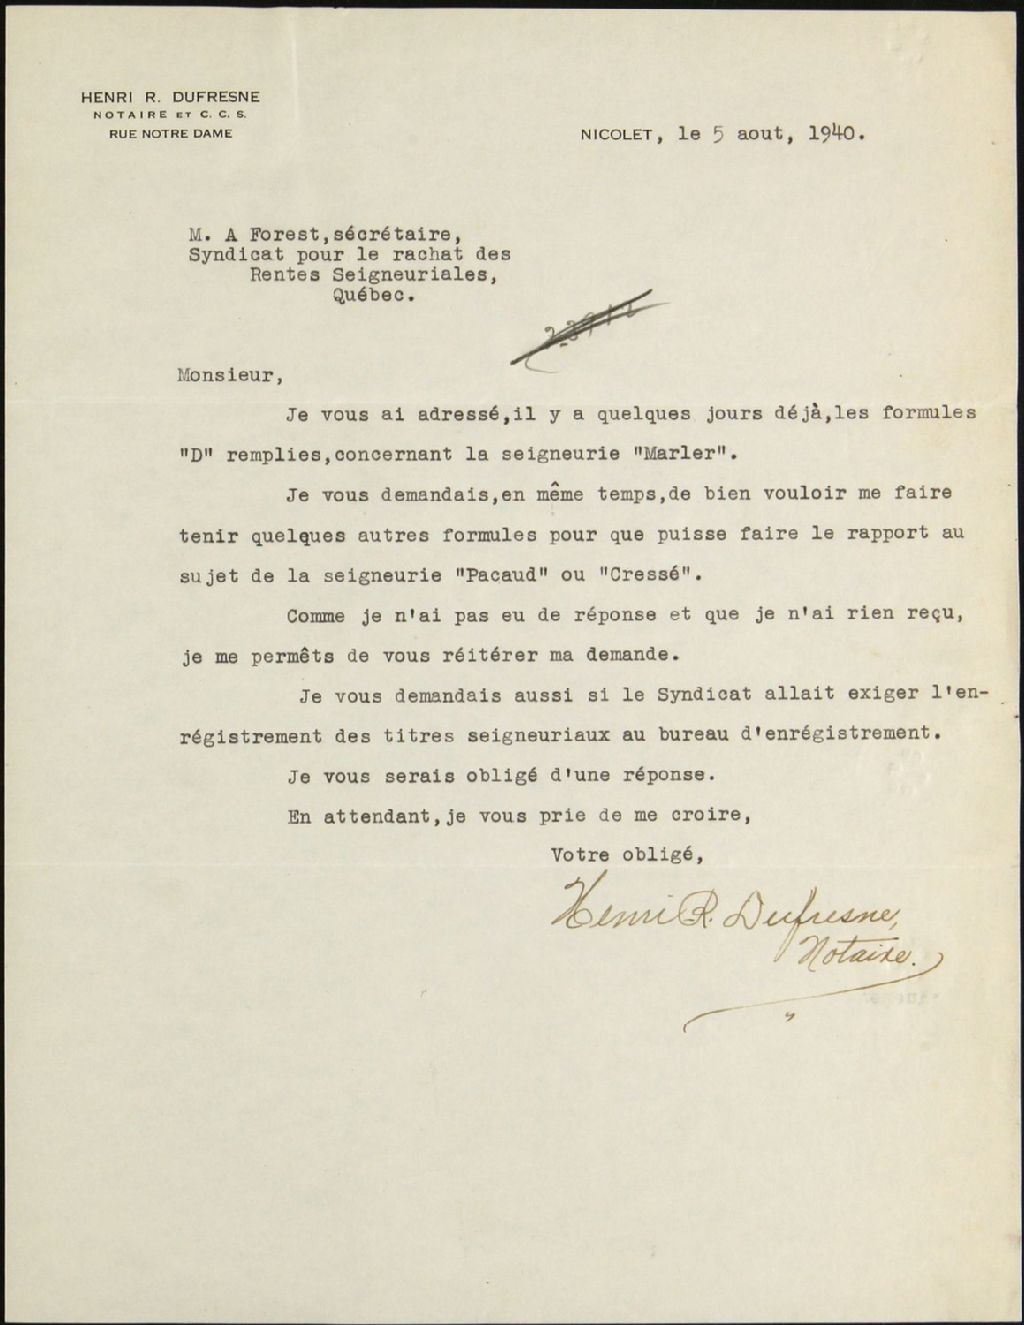 HENRI R. DUFRESNE
NOTAIRE ET C. C. S.
RUE NOTRE DAME
NICOLET, le 5 aout, 1940.
M. A Forest,sécrétaire,
Syndicat pour le rachat des
Rentes Seigneuriales,
Québec.
Monsieur,
Je vous ai adressé,il y a quelques jours déjà,les formules
"D" remplies,concernant la seigneurie "Marler".
Je vous demandais,en même temps,de bien vouloir me faire
tenir quelques autres formules pour que puisse faire le rapport au
sujet de la seigneurie "Pacaud" ou "Cressé".
Comme je n'ai pas eu de réponse et que je n'ai rien reçu,
je me permêts de vous réitérer ma demande.
Je vous demandais aussi si le Syndicat allait exiger l'en-
régistrement des titres seigneuriaux au bureau d'enrégistrement.
Je vous serais obligé d'une réponse.
En attendant,je vous prie de me croire,
Votre obligé,
Henri R. Dufresne,
Notaire.